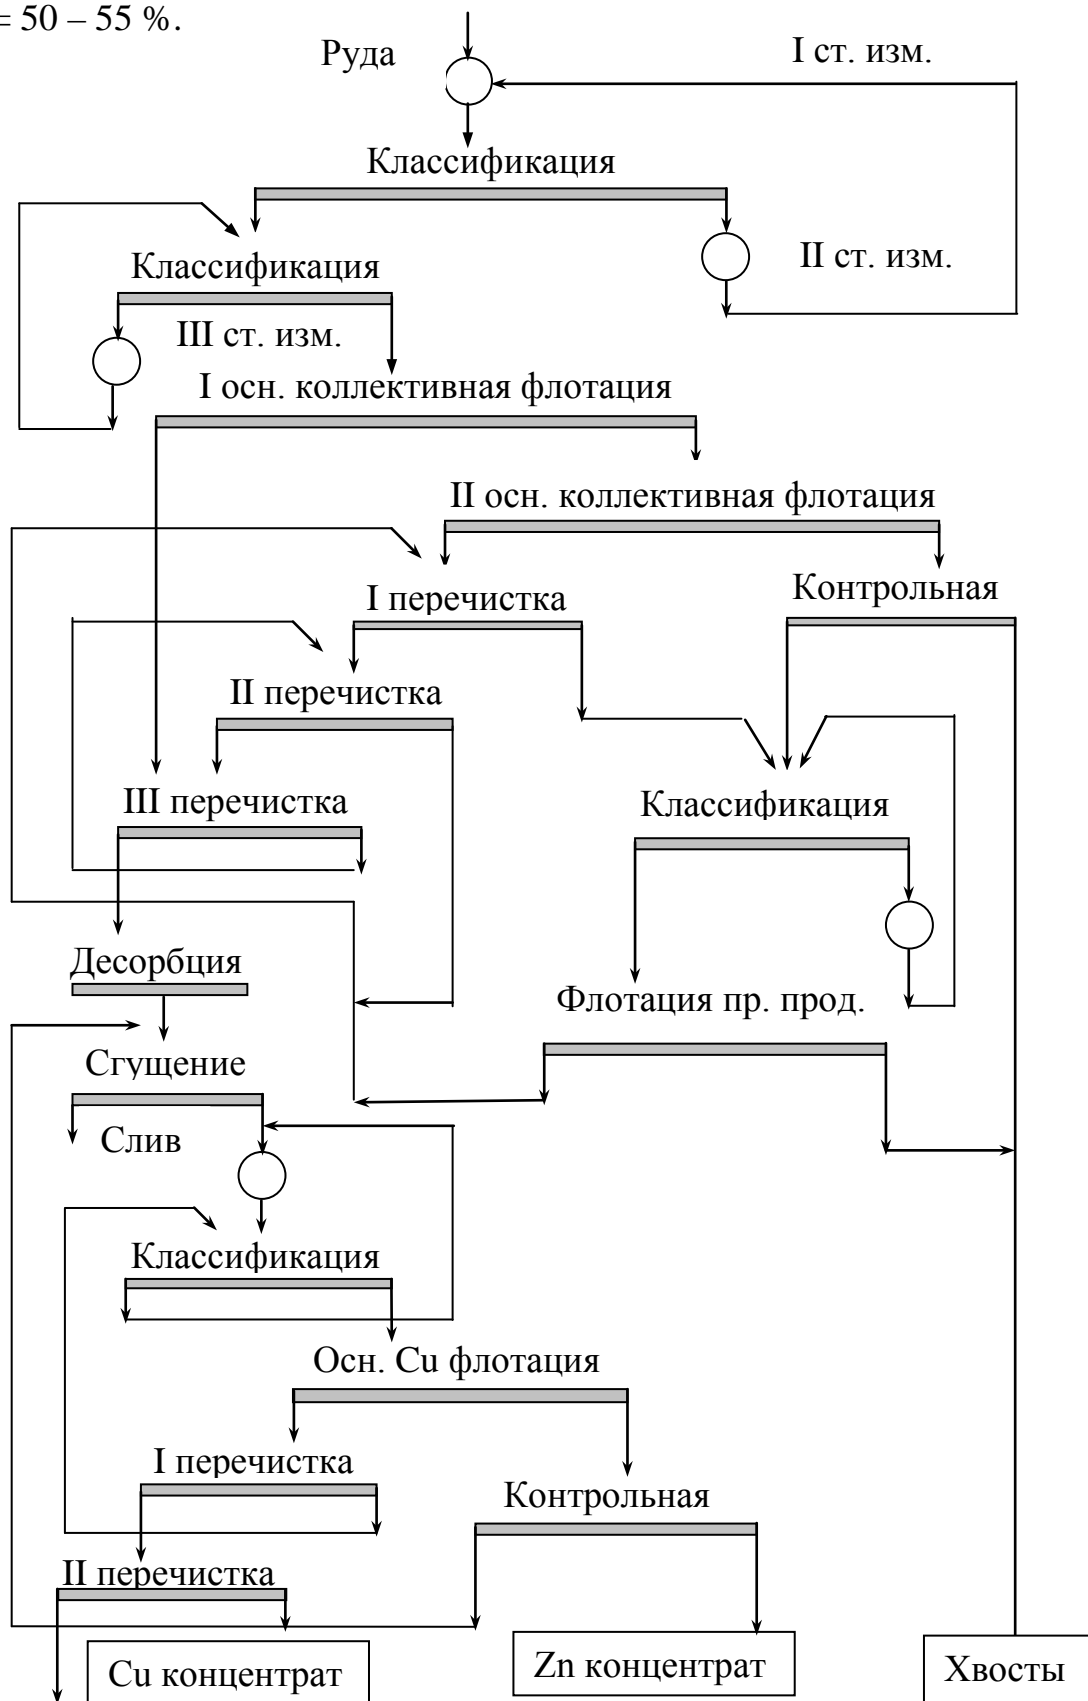 = 50 – 55 %.
Руда
I ст. изм.
Классификация
II ст. изм.
Классификация
III ст. изм.
I осн. коллективная флотация
II осн. коллективная флотация
Контрольная
I перечистка
II перечистка
III перечистка
Классификация
Десорбция
Флотация пр. прод.
Сгущение
Слив
Классификация
Осн. Cu флотация
I перечистка
Контрольная
II перечистка
Cu концентрат
Zn концентрат
Хвосты